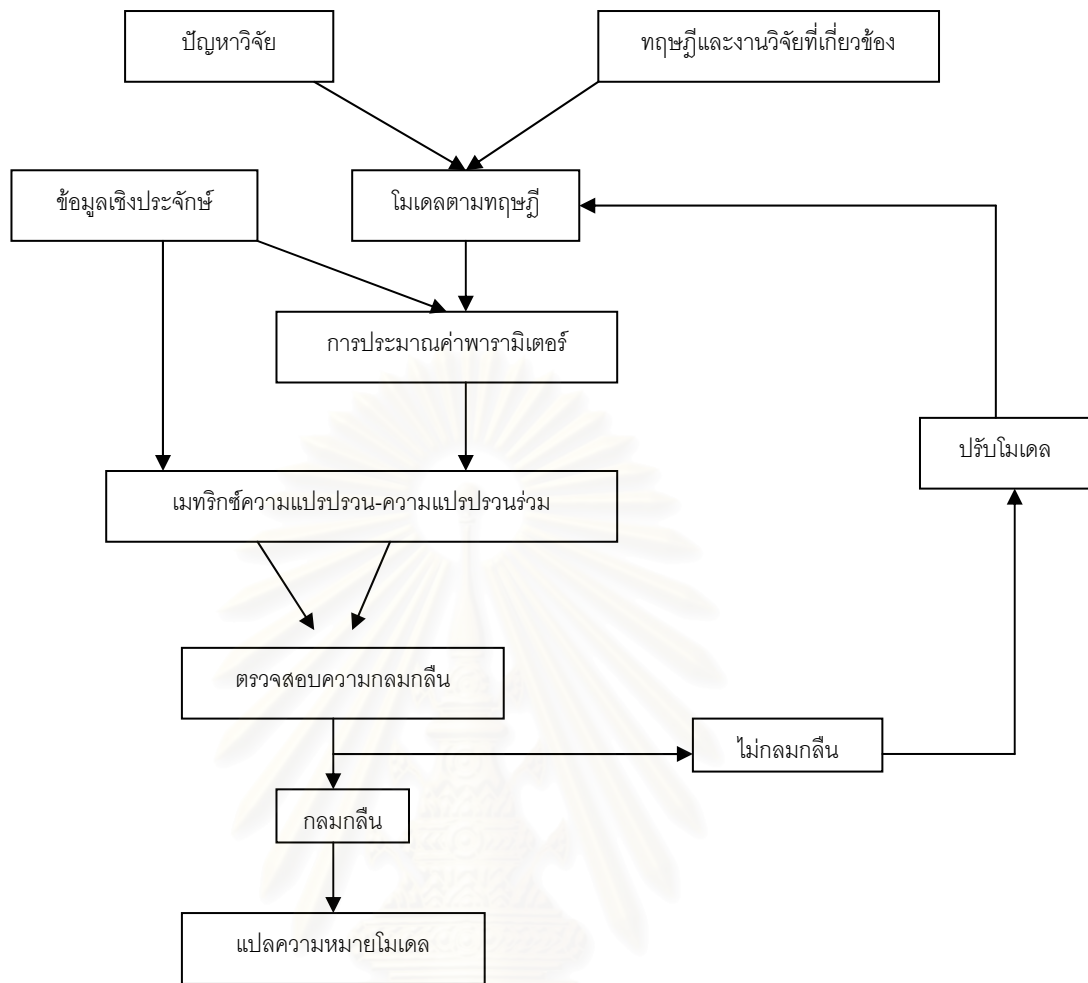 ปัญหาวิจัย
ทฤษฎีและงานวิจัยที่เกี่ยวข้อง
ข้อมูลเชิงประจักษ์
โมเดลตามทฤษฎี
การประมาณค่าพารามิเตอร์
ปรับโมเดล
เมทริกซ์ความแปรปรวน-ความแปรปรวนร่วม
ตรวจสอบความกลมกลืน
ไม่กลมกลืน
กลมกลืน
แปลความหมายโมเดล